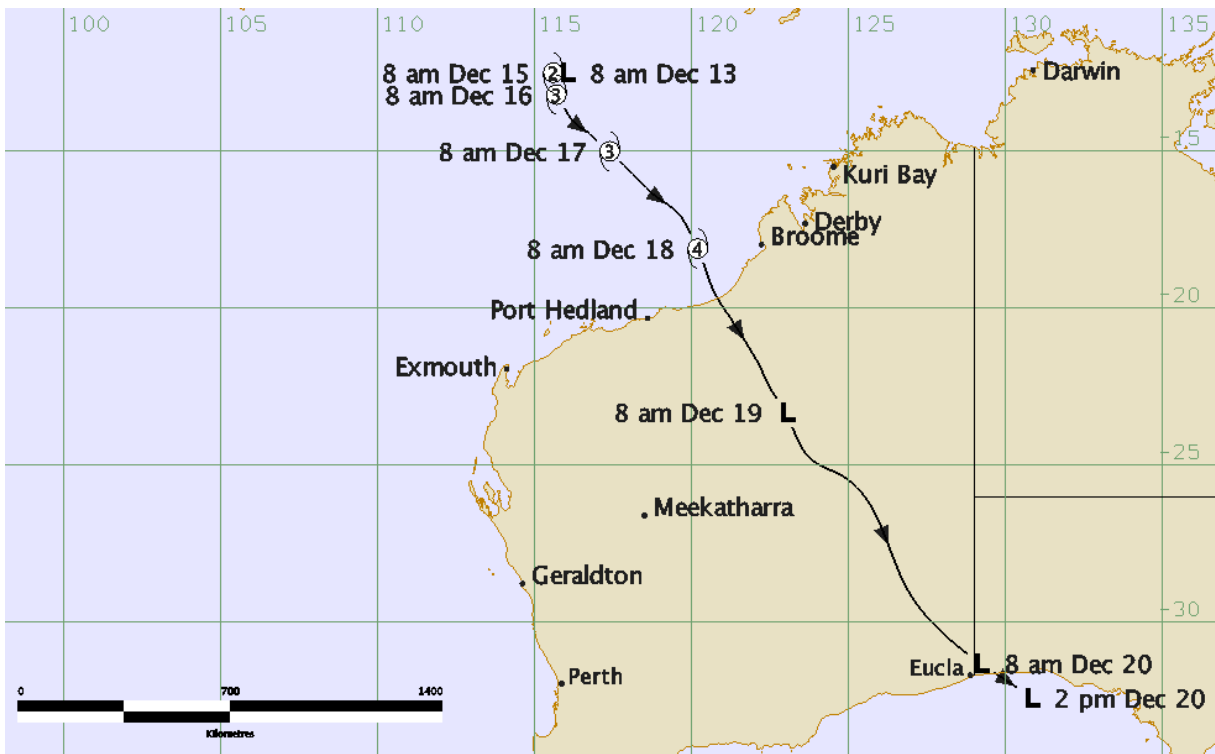 100 105 110 115 120 125 130 135
8 am Dec 15 2 L 8 am Dec 13
Darwin
8 am Dec 16 3
-15
8 am Dec 17 3
Kuri Bay
Derby
Broome
8 am Dec 18 4
-20
Port Hedland
Exmouth
8 am Dec 19 L
-25
Meekatharra
Geraldton
-30
Eucla L 8 am Dec 20
Perth
L 2 pm Dec 20
0 700 1400
Kilometres